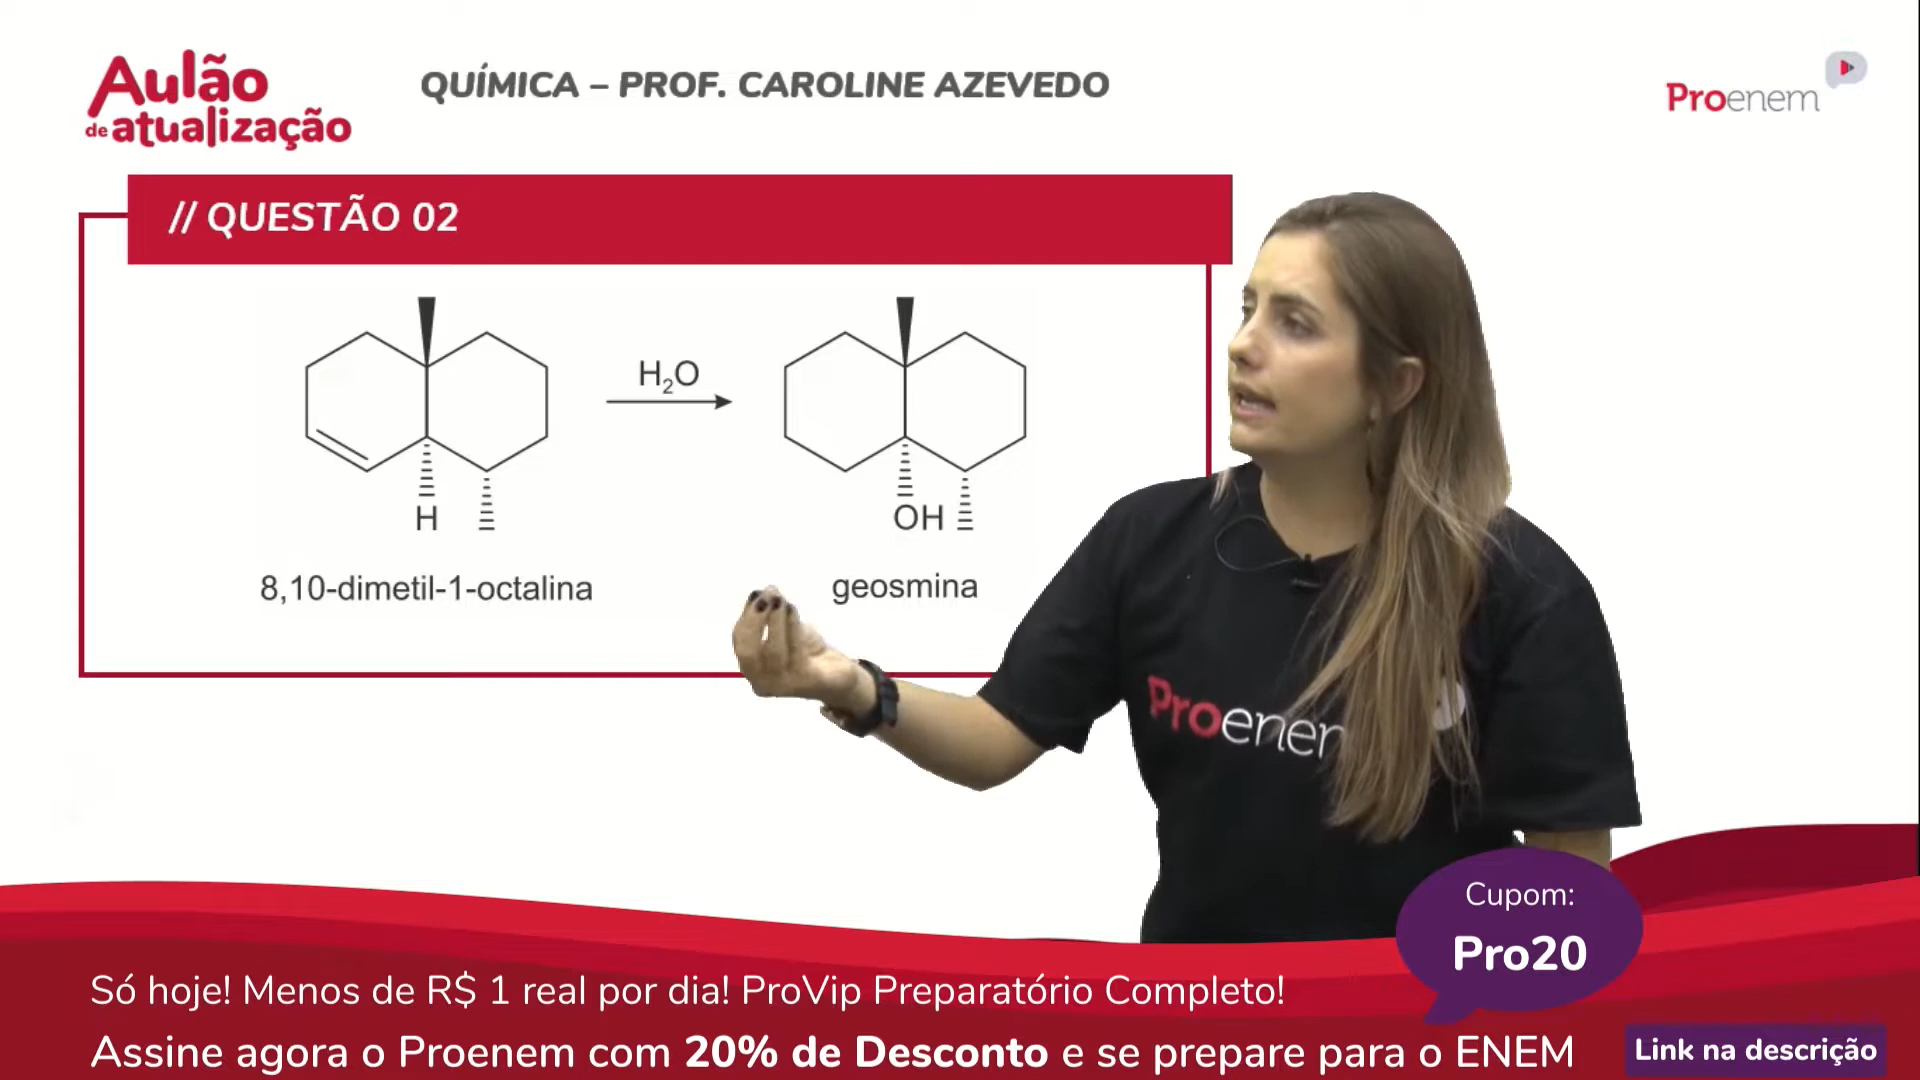 Aulão
de atualização
QUÍMICA – PROF. CAROLINE AZEVEDO
Proenem
// QUESTÃO 02
H₂O
H
OH
8,10-dimetil-1-octalina
geosmina
Proenem
Cupom:
Pro20
Só hoje! Menos de R$ 1 real por dia! ProVip Preparatório Completo!
Assine agora o Proenem com 20% de Desconto e se prepare para o ENEM
Link na descrição